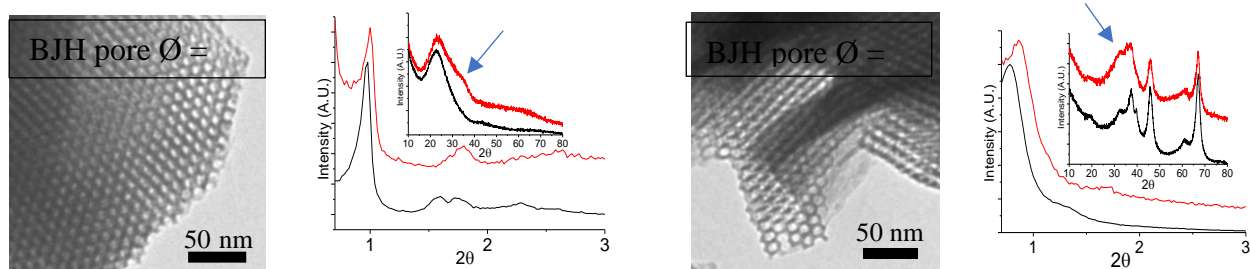 BJH pore Ø =
50 nm
Intensity (A.U.)
1
2
3
2θ
Intensity (A.U.)
10 20 30 40 50 60 70 80
2θ
BJH pore Ø =
50 nm
Intensity (A.U.)
1
2
3
2θ
Intensity (A.U.)
10 20 30 40 50 60 70 80
2θ